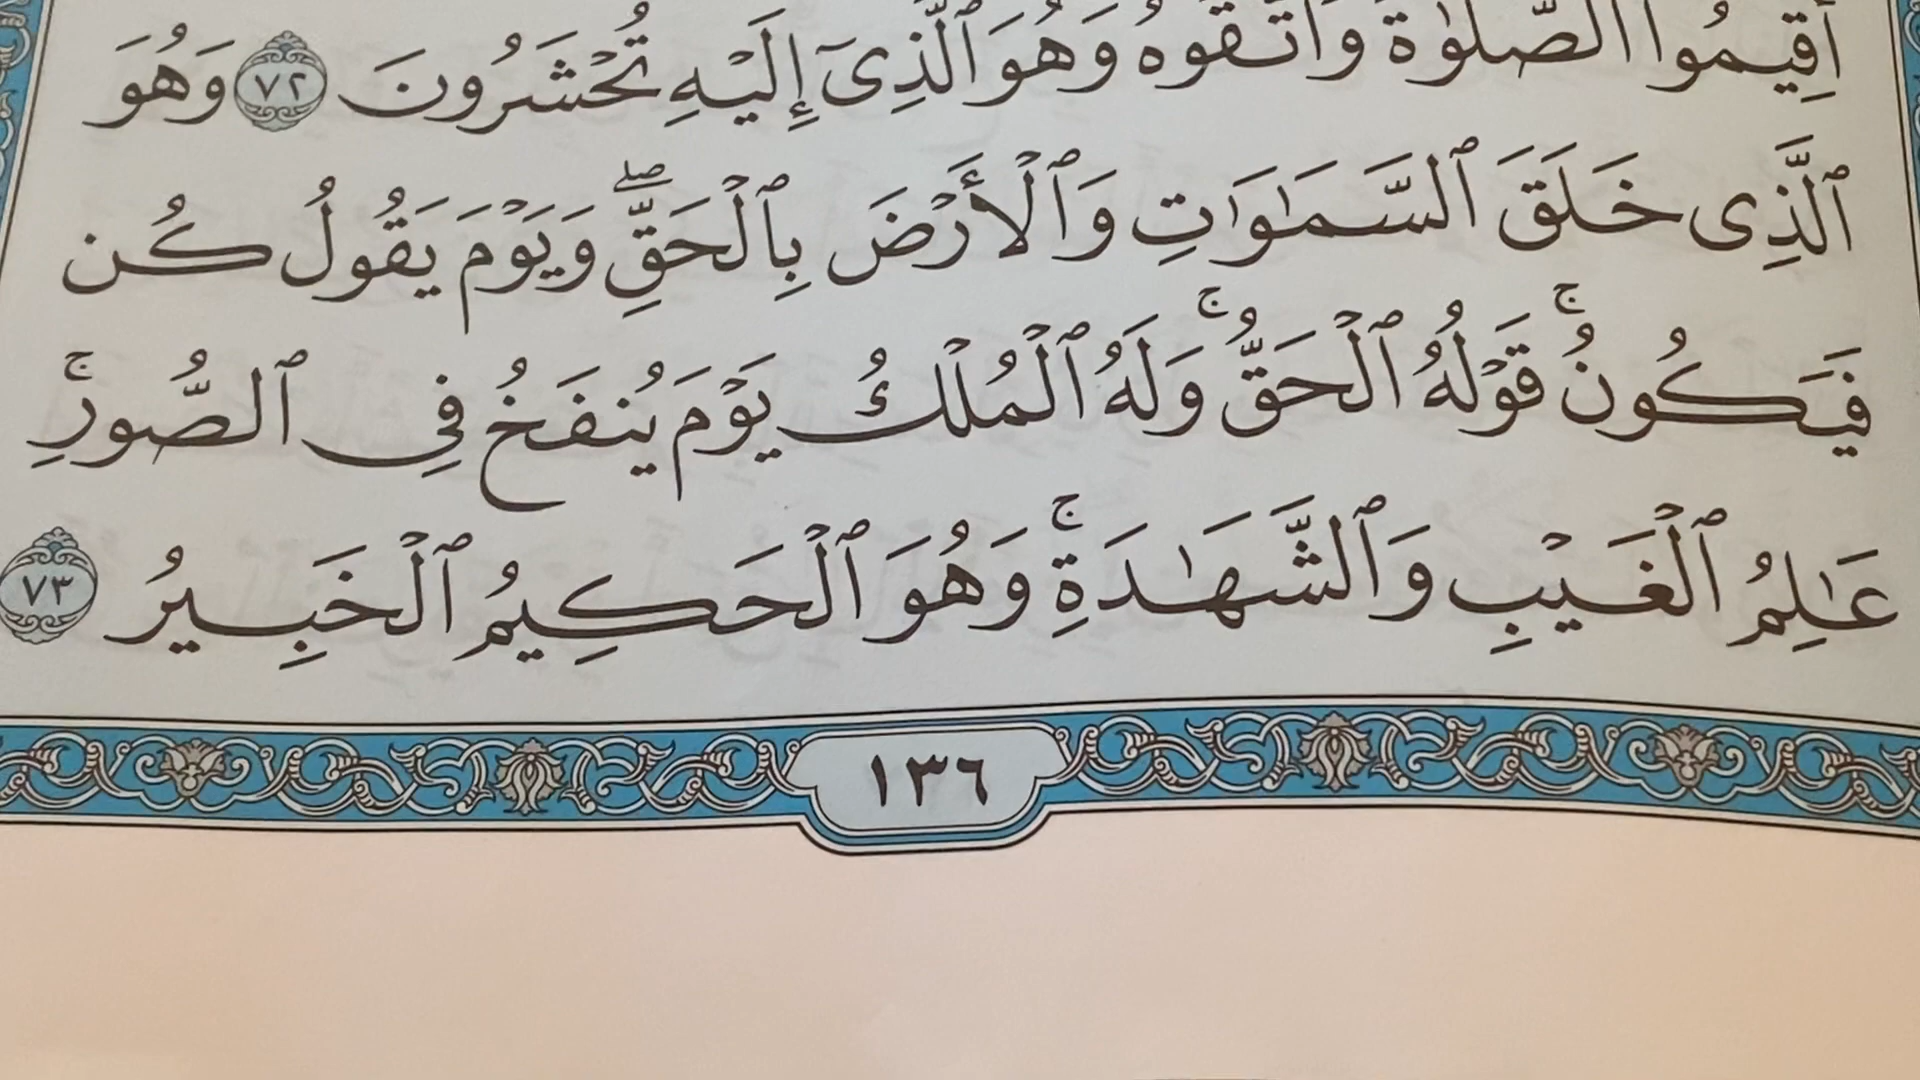 أَقِيمُوا۟ ٱلصَّلَوٰةَ وَٱتَّقُوهُ وَهُوَ ٱلَّذِىٓ إِلَيْهِ تُحْشَرُونَ ٧٢ وَهُوَ
ٱلَّذِى خَلَقَ ٱلسَّمَـٰوَٰتِ وَٱلْأَرْضَ بِٱلْحَقِّ ۖ وَيَوْمَ يَقُولُ كُن
فَيَكُونُ ۚ قَوْلُهُ ٱلْحَقُّ ۚ وَلَهُ ٱلْمُلْكُ يَوْمَ يُنفَخُ فِى ٱلصُّورِ ۚ
عَـٰلِمُ ٱلْغَيْبِ وَٱلشَّهَـٰدَةِ ۚ وَهُوَ ٱلْحَكِيمُ ٱلْخَبِيرُ ٧٣
١٣٦